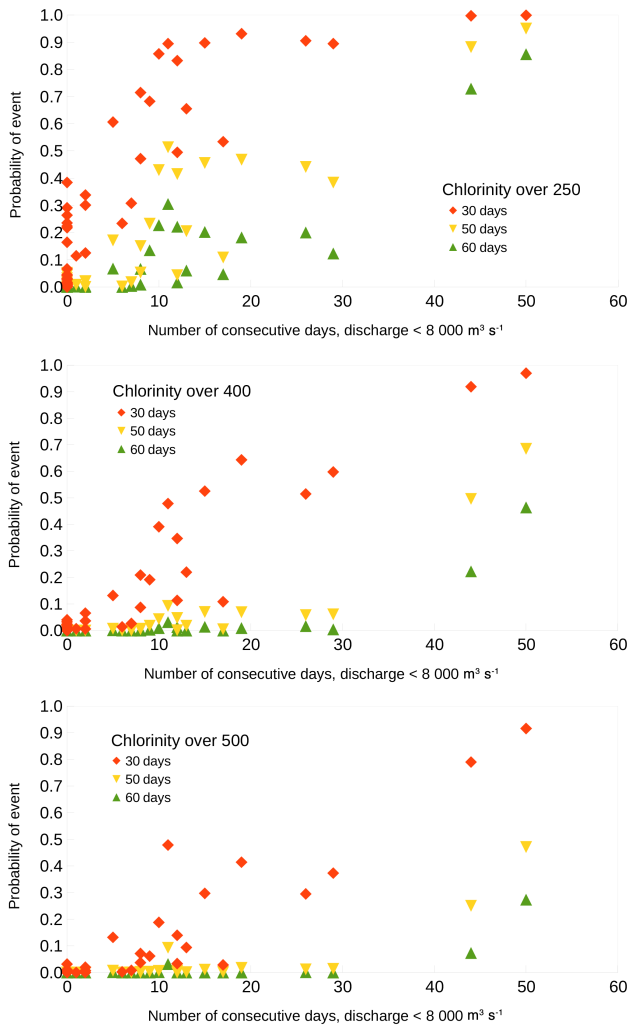 1.0
0.9
0.8
0.7
0.6
0.5
0.4
0.3
0.2
0.1
0.0
Probability of event
Chlorinity over 250
30 days
50 days
60 days
0 10 20 30 40 50 60
Number of consecutive days, discharge < 8 000 m³ s⁻¹
1.0
0.9
0.8
0.7
0.6
0.5
0.4
0.3
0.2
0.1
0.0
Probability of event
Chlorinity over 400
30 days
50 days
60 days
0 10 20 30 40 50 60
Number of consecutive days, discharge < 8 000 m³ s⁻¹
1.0
0.9
0.8
0.7
0.6
0.5
0.4
0.3
0.2
0.1
0.0
Probability of event
Chlorinity over 500
30 days
50 days
60 days
0 10 20 30 40 50 60
Number of consecutive days, discharge < 8 000 m³ s⁻¹